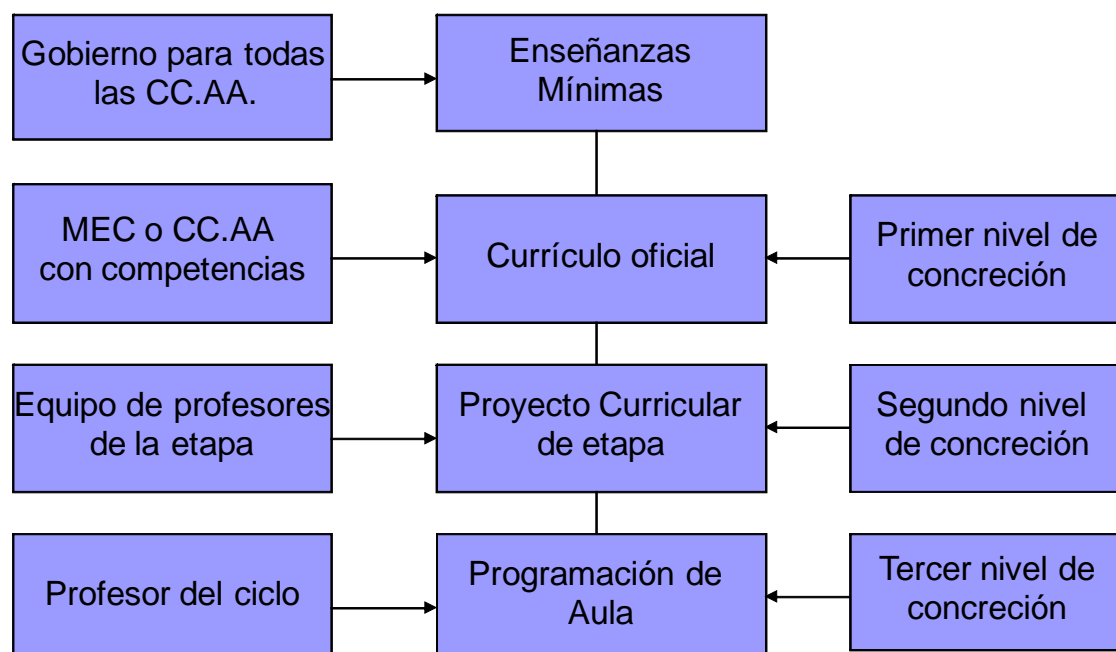 Gobierno para todas
las CC.AA.
Enseñanzas
Mínimas
MEC o CC.AA
con competencias
Currículo oficial
Primer nivel de
concreción
Equipo de profesores
de la etapa
Proyecto Curricular
de etapa
Segundo nivel
de concreción
Profesor del ciclo
Programación de
Aula
Tercer nivel de
concreción